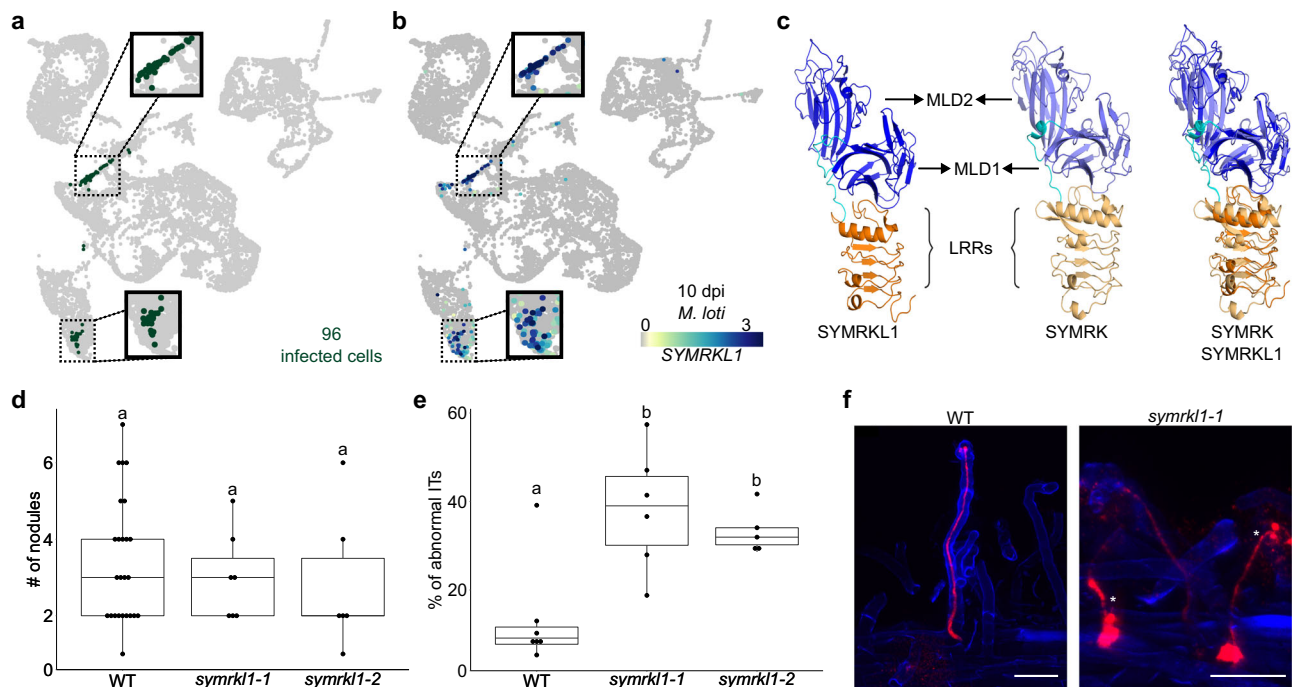 a
b
c
96
infected cells
10 dpi
M. loti
0 3
SYMRKL1
MLD2
MLD1
LRRs
SYMRKL1
SYMRK
SYMRK
SYMRKL1
d
# of nodules
6
4
2
0
a
a
a
WT
symrkl1-1
symrkl1-2
e
% of abnormal ITs
60
40
20
0
a
b
b
WT
symrkl1-1
symrkl1-2
f
WT
symrkl1-1
*
*